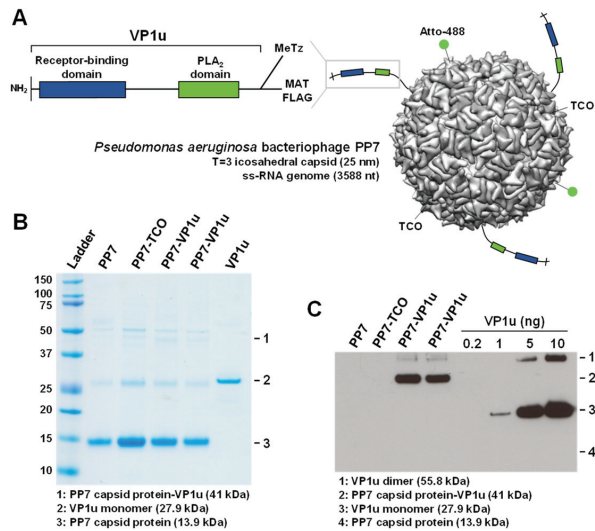 A
VP1u
Receptor-binding
domain
PLA2
domain
NH2
MeTz
MAT
FLAG
Atto-488
TCO
TCO
Pseudomonas aeruginosa bacteriophage PP7
T=3 icosahedral capsid (25 nm)
ss-RNA genome (3588 nt)
B
Ladder
PP7
PP7-TCO
PP7-VP1u
PP7-VP1u
VP1u
150
100
75
50
37
25
20
15
10
- 1
- 2
- 3
1: PP7 capsid protein-VP1u (41 kDa)
2: VP1u monomer (27.9 kDa)
3: PP7 capsid protein (13.9 kDa)
C
PP7
PP7-TCO
PP7-VP1u
PP7-VP1u
VP1u (ng)
0.2 1 5 10
- 1
- 2
- 3
- 4
1: VP1u dimer (55.8 kDa)
2: PP7 capsid protein-VP1u (41 kDa)
3: VP1u monomer (27.9 kDa)
4: PP7 capsid protein (13.9 kDa)